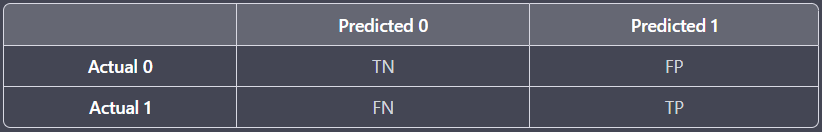 Predicted 0 Predicted 1
Actual 0 TN FP
Actual 1 FN TP